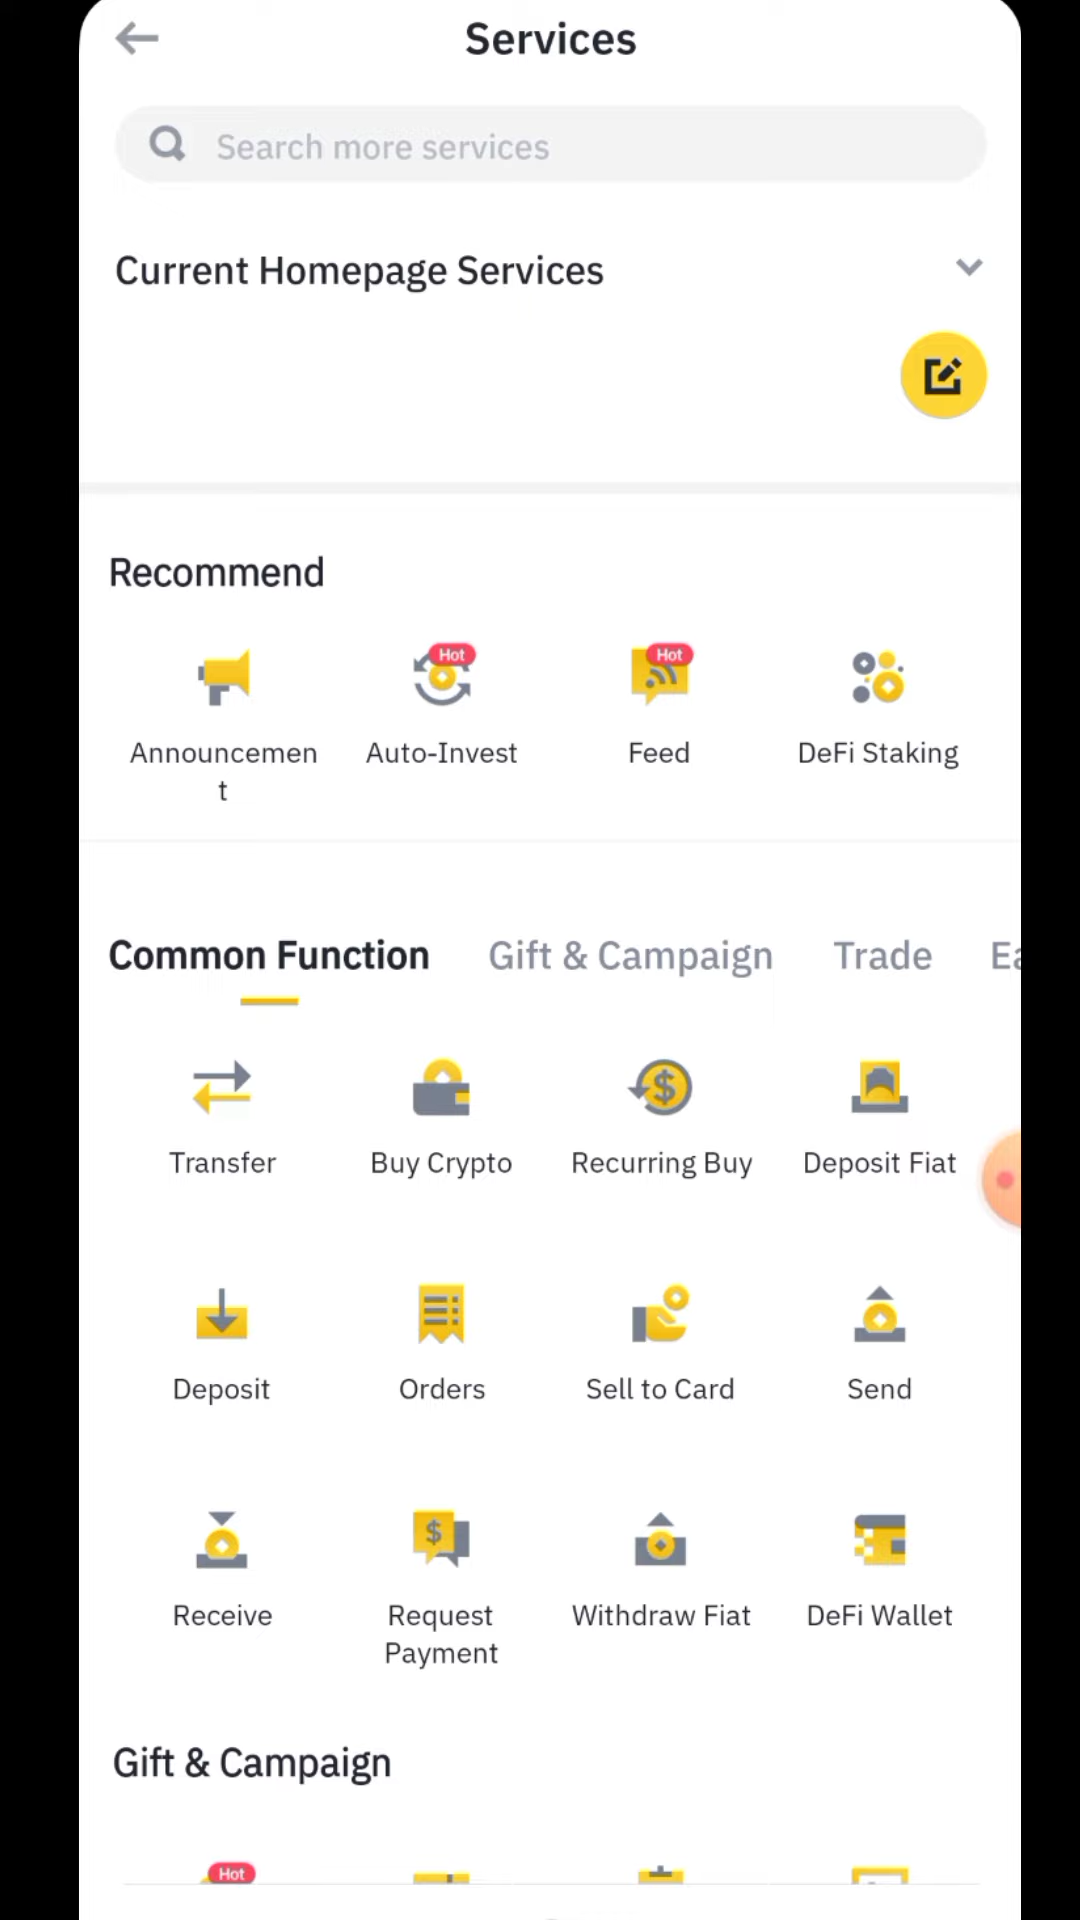 Services
Search more services
Current Homepage Services
Recommend
Hot
Hot
Announcemen
t
Auto-Invest
Feed
DeFi Staking
Common Function
Gift & Campaign
Trade
Ea
Transfer
Buy Crypto
Recurring Buy
Deposit Fiat
Deposit
Orders
Sell to Card
Send
Receive
Request
Payment
Withdraw Fiat
DeFi Wallet
Gift & Campaign
Hot